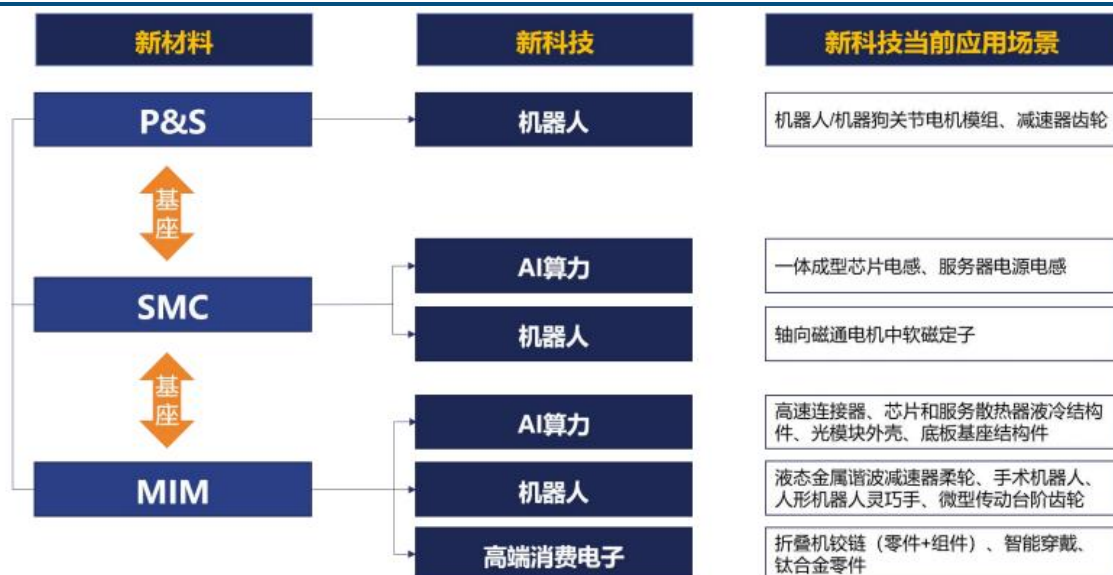 新材料
新科技
新科技当前应用场景
P&S
机器人
机器人/机器狗关节电机模组、减速器齿轮
基
座
SMC
AI算力
一体成型芯片电感、服务器电源电感
机器人
轴向磁通电机中软磁定子
基
座
MIM
AI算力
高速连接器、芯片和服务散热器液冷结构
件、光模块外壳、底板基座结构件
机器人
液态金属谐波减速器柔轮、手术机器人、
人形机器人灵巧手、微型传动台阶齿轮
高端消费电子
折叠机铰链（零件+组件）、智能穿戴、
钛合金零件